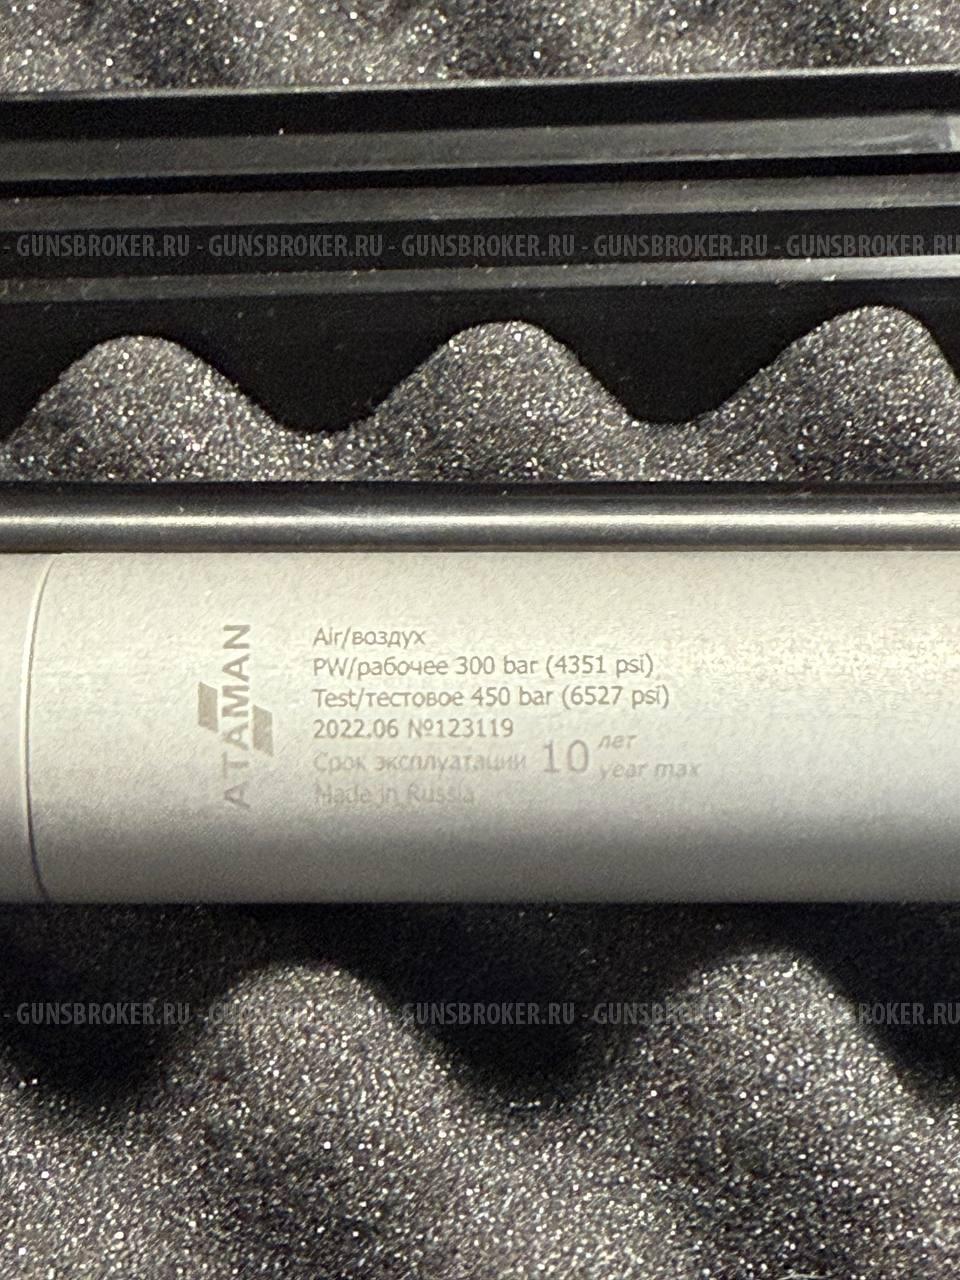 - GUNSBROKER.RU - GUNSBROKER.RU - GUNSBROKER.RU - GUNSBROKER.RU - GUNSBROKER.RU
ATAMAN
Air/воздух
PW/рабочее 300 bar (4351 psi)
Test/тестовое 450 bar (6527 psi)
2022.06 №123119
Срок эксплуатации 10 лет
year max
Made in Russia
- GUNSBROKER.RU - GUNSBROKER.RU - GUNSBROKER.RU - GUNSBROKER.RU - GUNSBROKER.RU